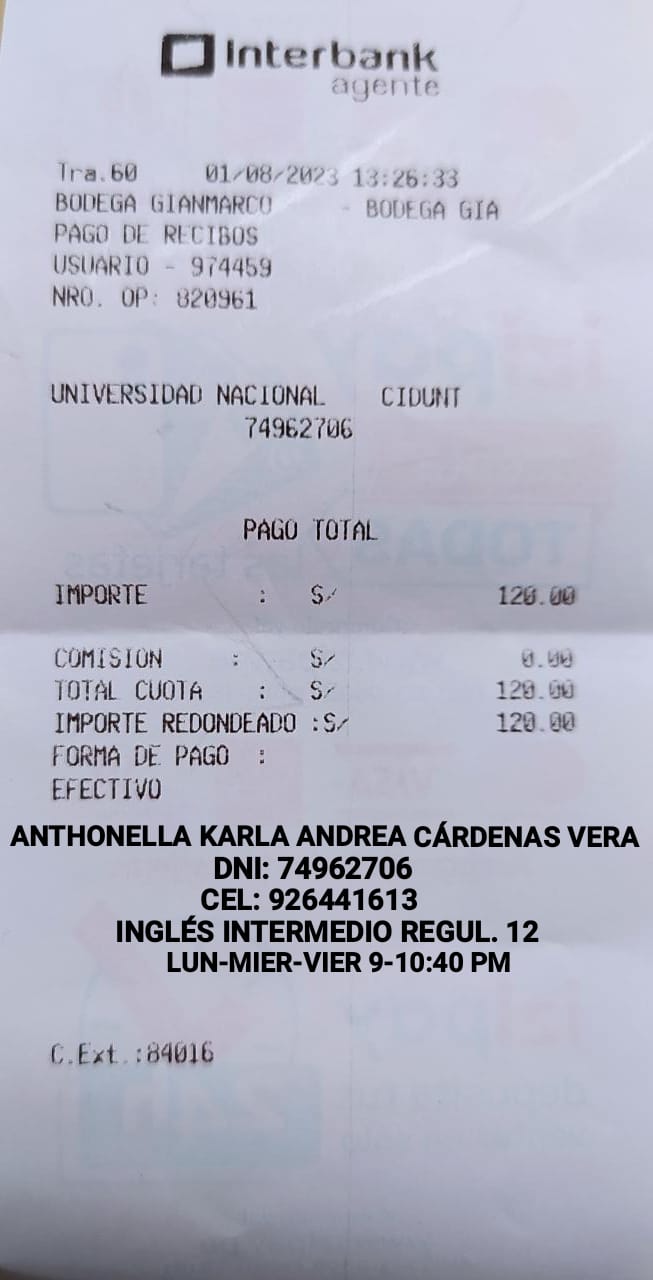 Interbank
agente
Tra.60 01/08/2023 13:26:33
BODEGA GIANMARCO - BODEGA GIA
PAGO DE RECIBOS
USUARIO - 974459
NRO. OP: 820961
UNIVERSIDAD NACIONAL CIDUNT
74962706
PAGO TOTAL
IMPORTE : S/ 120.00
COMISION : S/ 0.00
TOTAL CUOTA : S/ 120.00
IMPORTE REDONDEADO :S/ 120.00
FORMA DE PAGO :
EFECTIVO
ANTHONELLA KARLA ANDREA CÁRDENAS VERA
DNI: 74962706
CEL: 926441613
INGLÉS INTERMEDIO REGUL. 12
LUN-MIER-VIER 9-10:40 PM
C.Ext.:84016